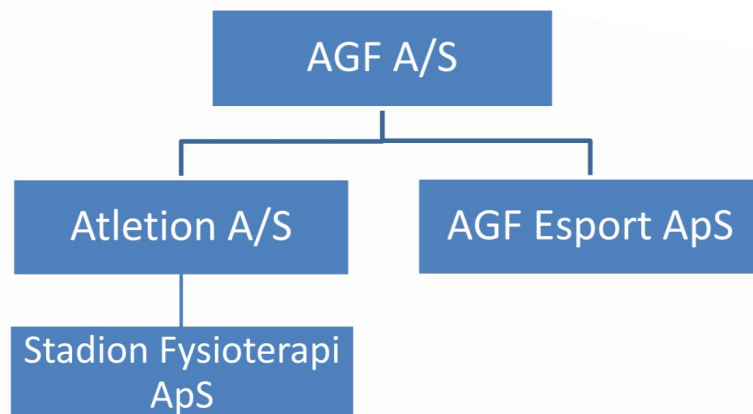 AGF A/S
Atletion A/S
AGF Esport ApS
Stadion Fysioterapi
ApS